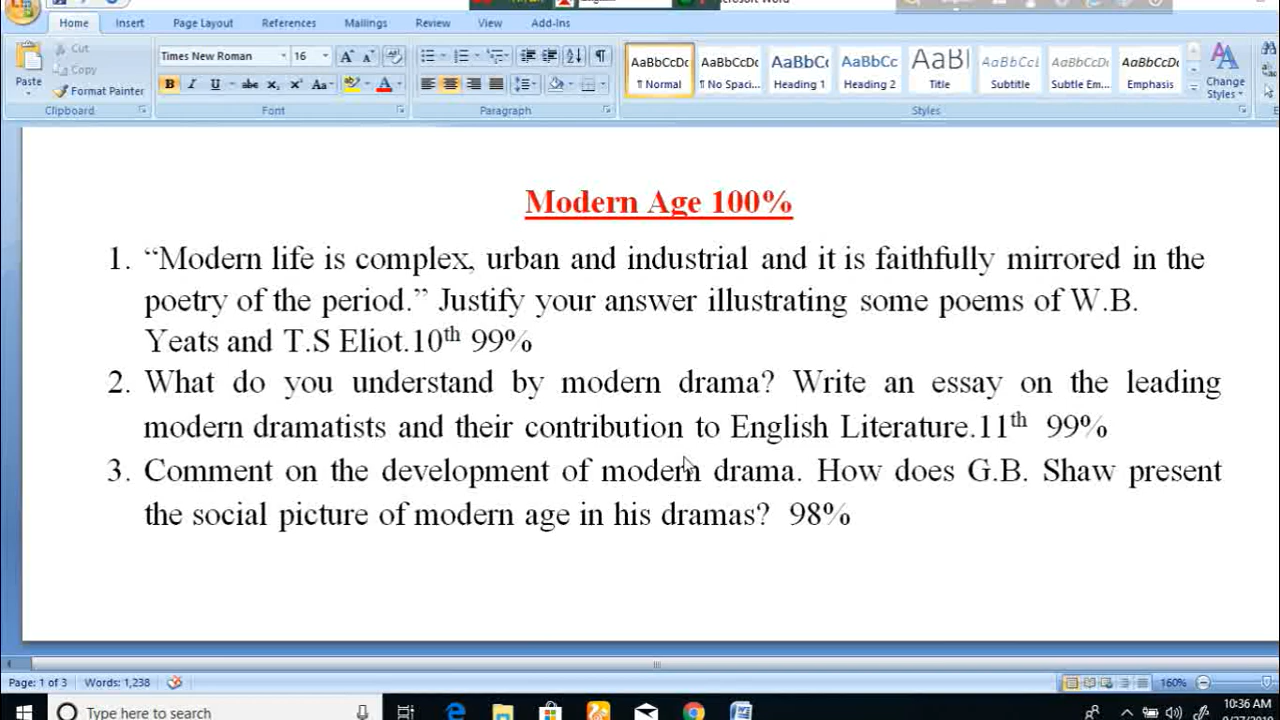 Home Insert Page Layout References Mailings Review View Add-Ins
Cut
Copy
Format Painter
Paste
Clipboard
Times New Roman 16
Font
Paragraph
AaBbCcDc AaBbCcDc AaBbCc AaBbCc AaBl AaBbCcl AaBbCcDc AaBbCcDc
¶ Normal ¶ No Spaci... Heading 1 Heading 2 Title Subtitle Subtle Em... Emphasis
Change Styles
Styles
Modern Age 100%
1. “Modern life is complex, urban and industrial and it is faithfully mirrored in the
poetry of the period.” Justify your answer illustrating some poems of W.B.
Yeats and T.S Eliot.10th 99%
2. What do you understand by modern drama? Write an essay on the leading
modern dramatists and their contribution to English Literature.11th 99%
3. Comment on the development of modern drama. How does G.B. Shaw present
the social picture of modern age in his dramas? 98%
Page: 1 of 3 Words: 1,238 160%
Type here to search
10:36 AM